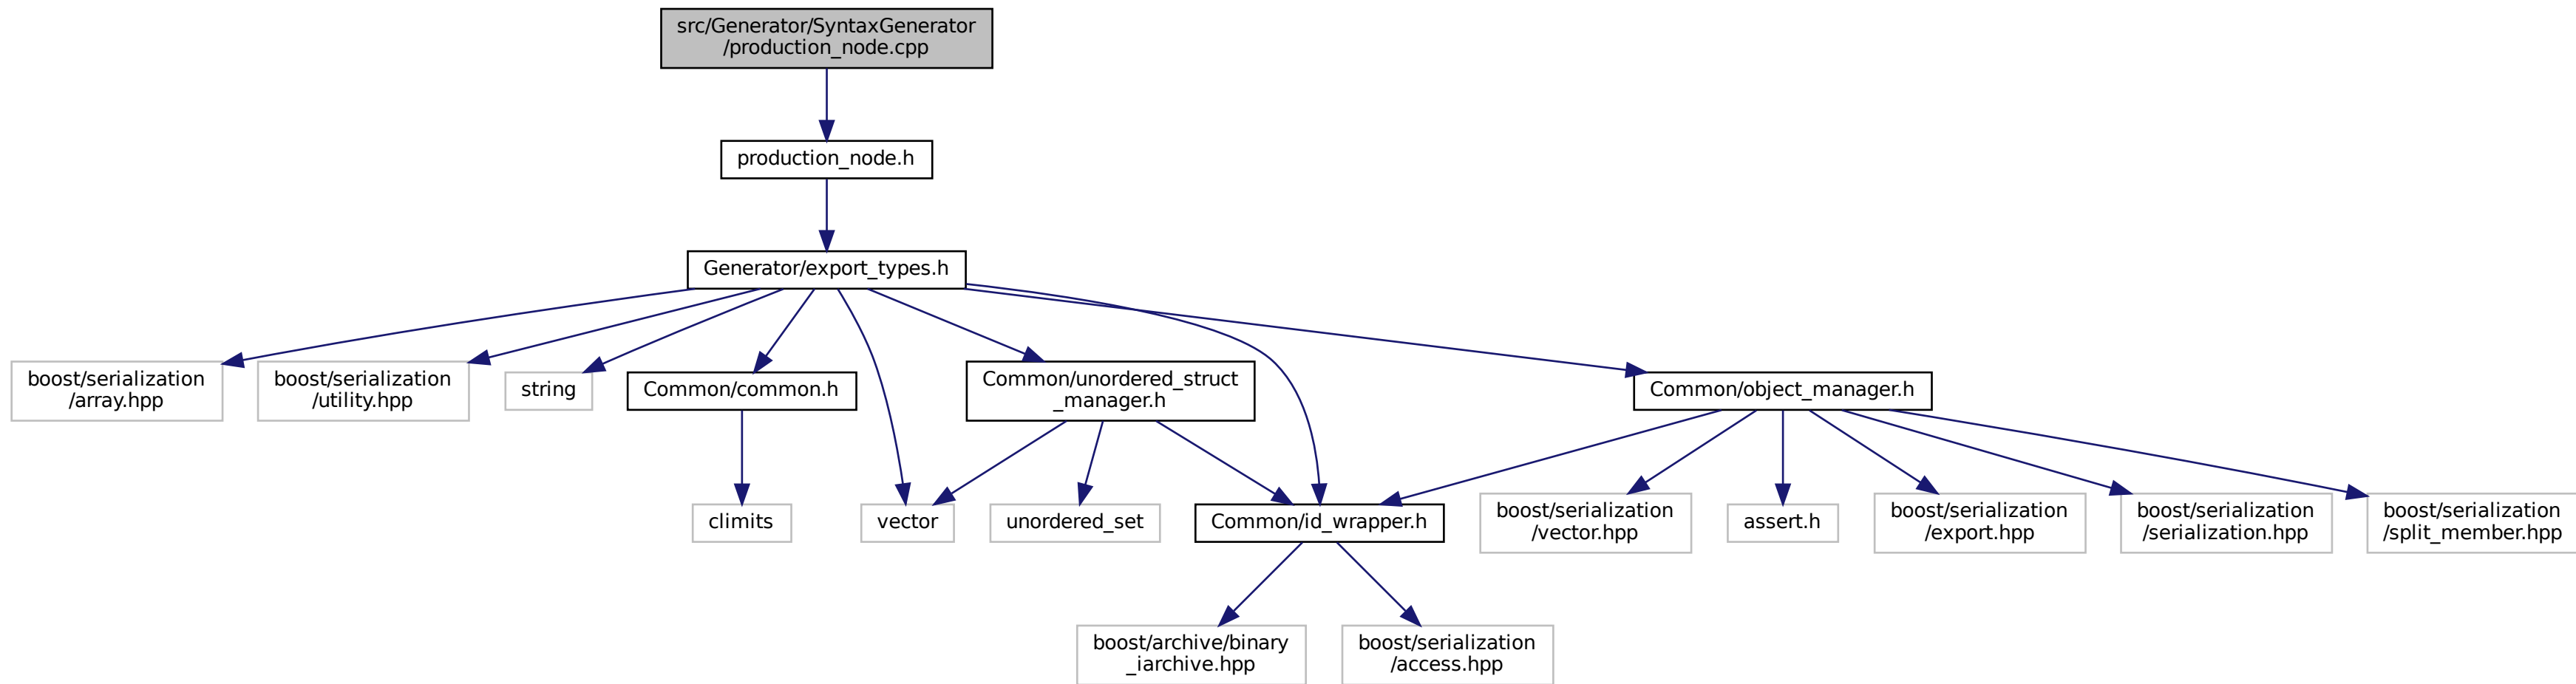 src/Generator/SyntaxGenerator
/production_node.cpp
production_node.h
Generator/export_types.h
boost/serialization
/array.hpp
boost/serialization
/utility.hpp
string
Common/common.h
Common/unordered_struct
_manager.h
Common/object_manager.h
climits
vector
unordered_set
Common/id_wrapper.h
boost/serialization
/vector.hpp
assert.h
boost/serialization
/export.hpp
boost/serialization
/serialization.hpp
boost/serialization
/split_member.hpp
boost/archive/binary
_iarchive.hpp
boost/serialization
/access.hpp